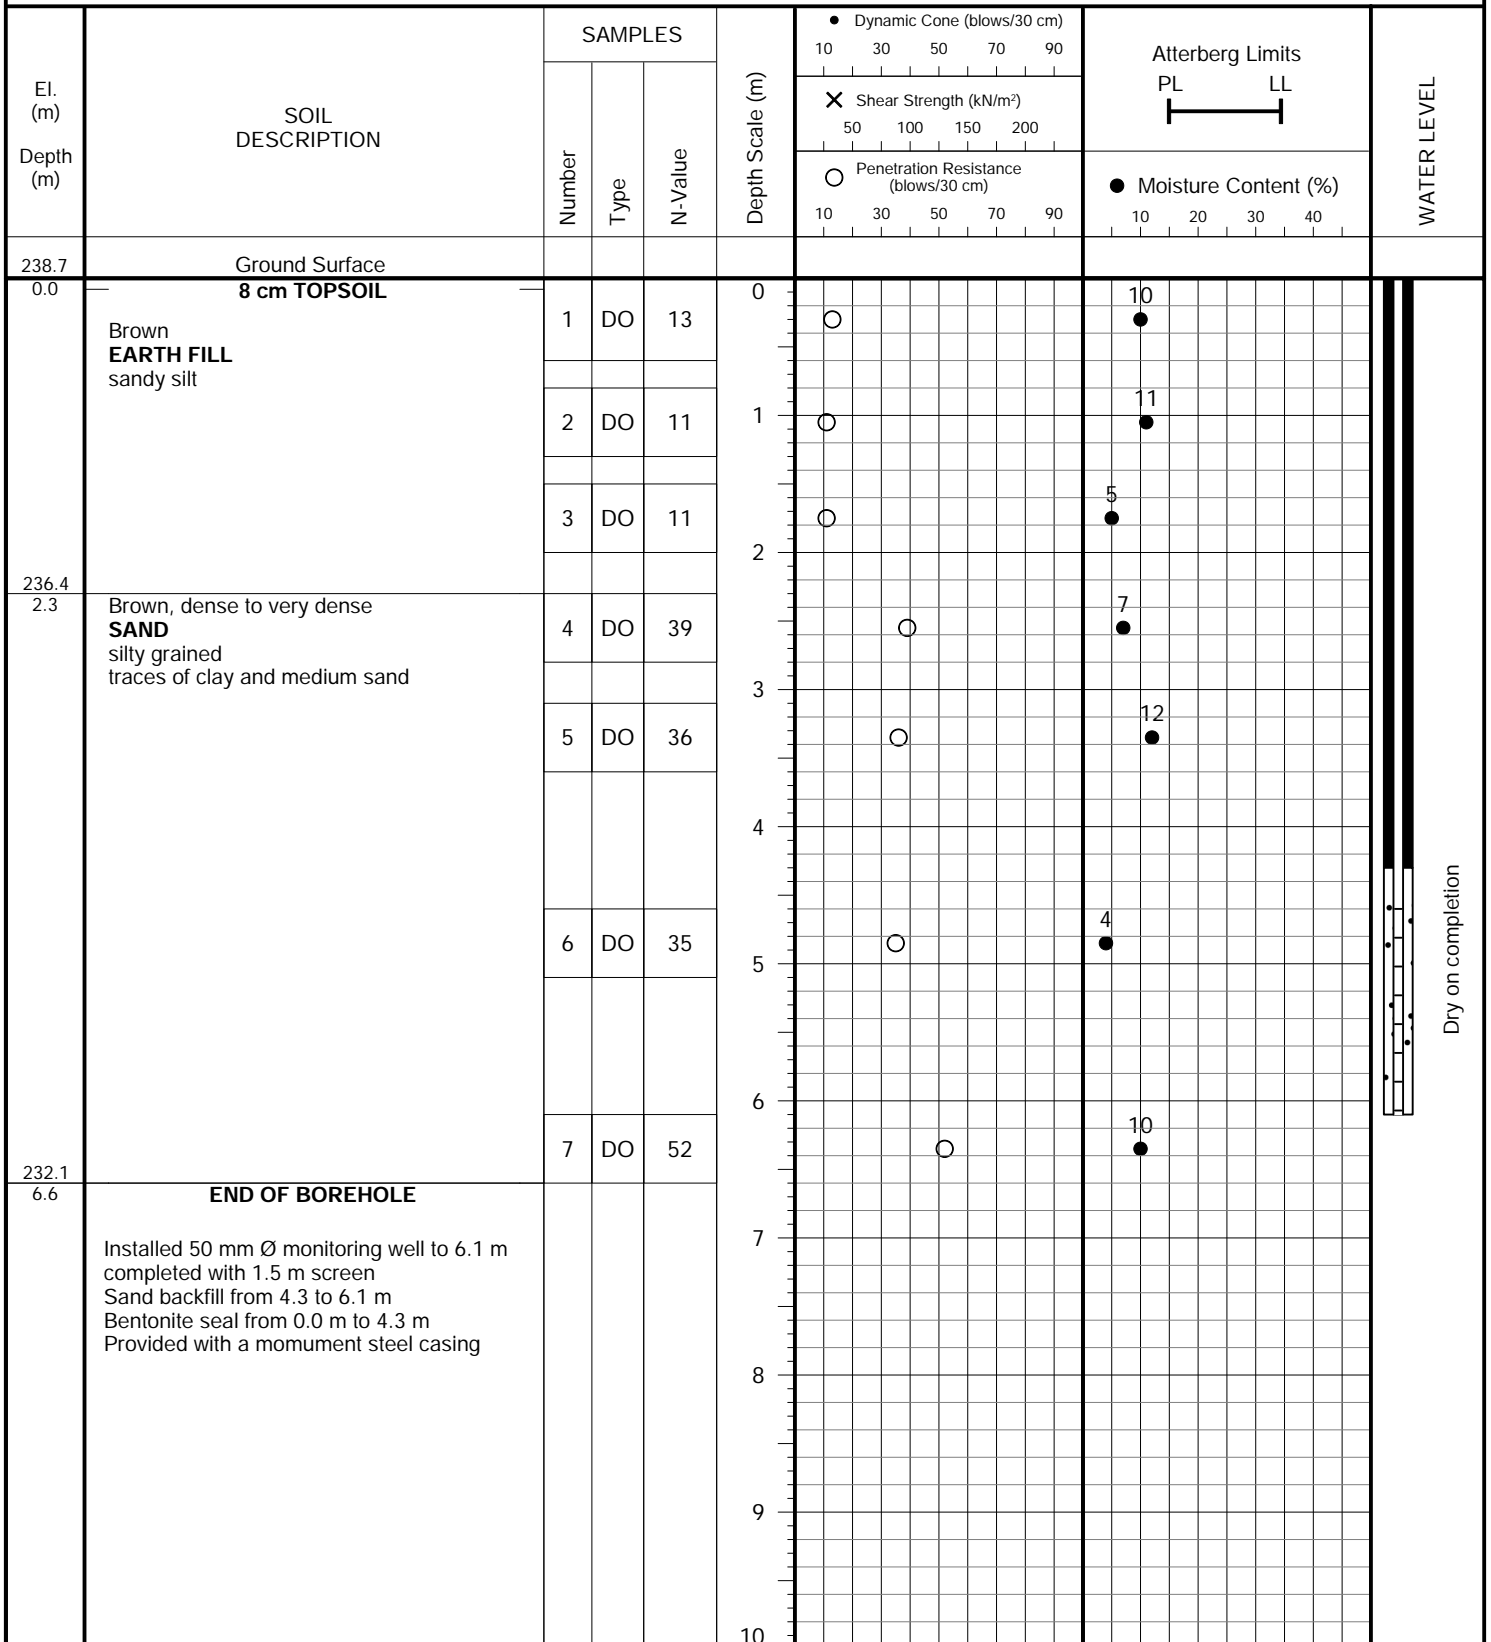 El.
(m)
Depth
(m)
SOIL
DESCRIPTION
SAMPLES
Number
Type
N-Value
Depth Scale (m)
Dynamic Cone (blows/30 cm)
10 30 50 70 90
Shear Strength (kN/m²)
50 100 150 200
Penetration Resistance
(blows/30 cm)
10 30 50 70 90
Atterberg Limits
PL LL
Moisture Content (%)
10 20 30 40
WATER LEVEL
238.7 Ground Surface
0.0 8 cm TOPSOIL
Brown
EARTH FILL
sandy silt
236.4
2.3
Brown, dense to very dense
SAND
silty grained
traces of clay and medium sand
232.1
6.6
END OF BOREHOLE
Installed 50 mm Ø monitoring well to 6.1 m
completed with 1.5 m screen
Sand backfill from 4.3 to 6.1 m
Bentonite seal from 0.0 m to 4.3 m
Provided with a momument steel casing
1 DO 13
2 DO 11
3 DO 11
4 DO 39
5 DO 36
6 DO 35
7 DO 52
0
1
2
3
4
5
6
7
8
9
10
10
11
5
7
12
4
10
Dry on completion